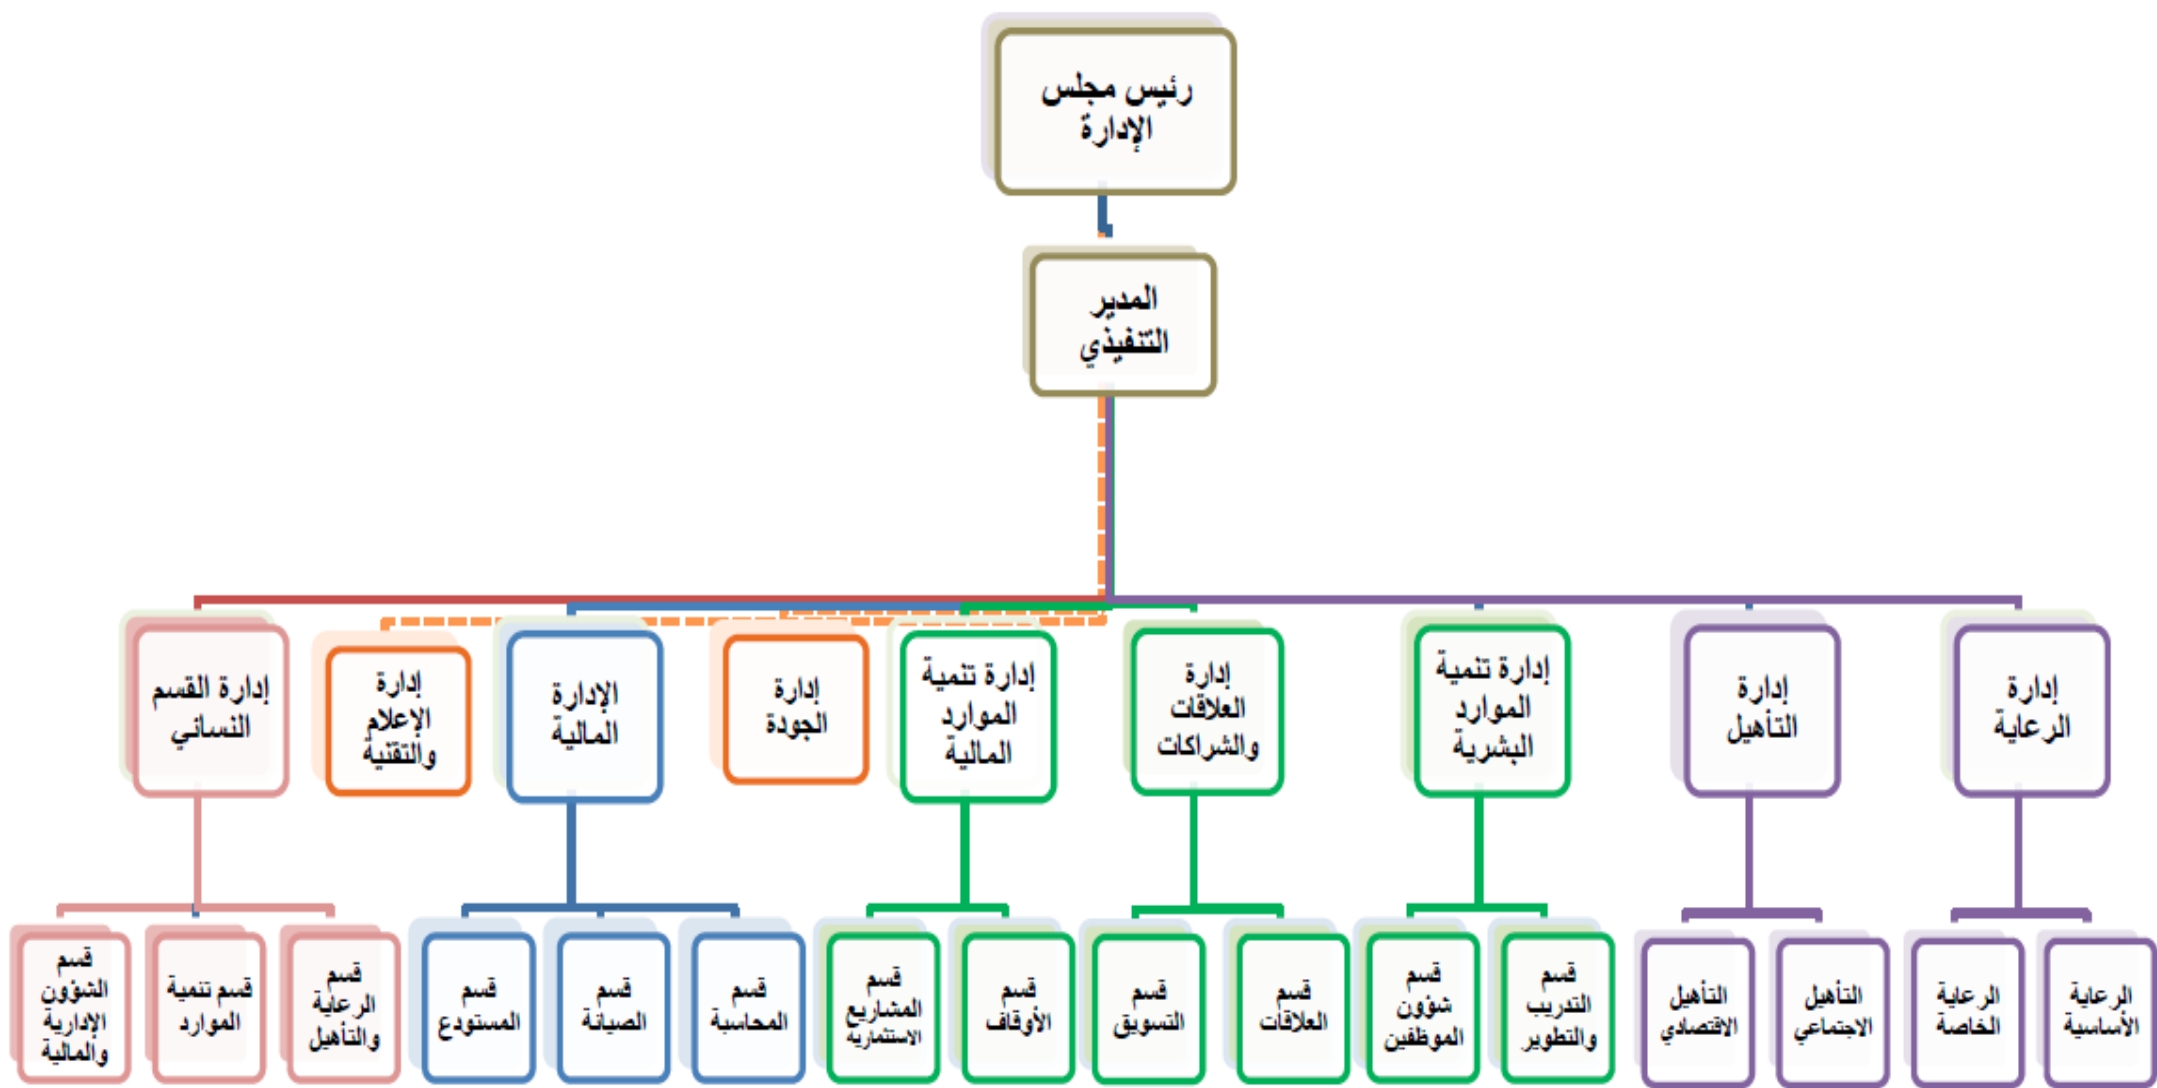 رئيس مجلس
الإدارة
المدير
التنفيذي
إدارة
الرعاية
إدارة
التأهيل
إدارة تنمية
الموارد
البشرية
إدارة
العلاقات
والشراكات
إدارة تنمية
الموارد
المالية
إدارة
الجودة
الإدارة
المالية
إدارة
الإعلام
والتقنية
إدارة القسم
النسائي
الرعاية
الأساسية
الرعاية
الخاصة
التأهيل
الاجتماعي
التأهيل
الاقتصادي
قسم
التدريب
والتطوير
قسم
شؤون
الموظفين
قسم
العلاقات
قسم
التسويق
قسم
الأوقاف
قسم
المشاريع
الاستثمارية
قسم
المحاسبة
قسم
الصيانة
قسم
المستودع
قسم
الرعاية
والتأهيل
قسم تنمية
الموارد
قسم
الشؤون
الإدارية
والمالية